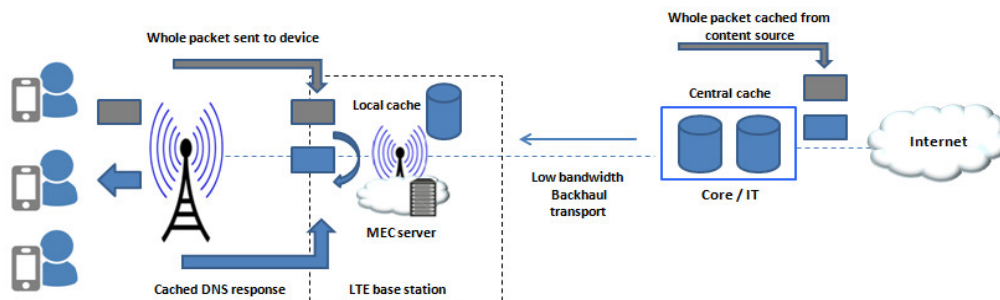 Whole packet sent to device
Local cache
MEC server
Cached DNS response
LTE base station
Low bandwidth
Backhaul
transport
Whole packet cached from
content source
Central cache
Core / IT
Internet